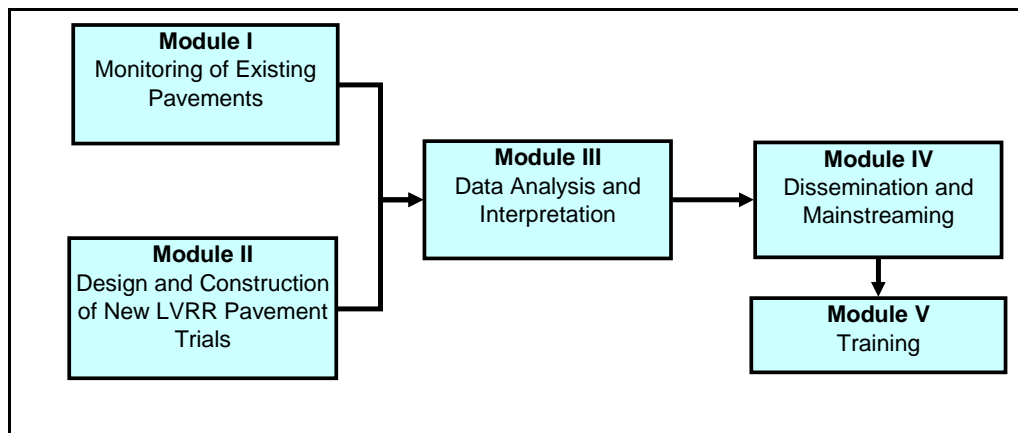 Module I
Monitoring of Existing
Pavements
Module II
Design and Construction
of New LVRR Pavement
Trials
Module III
Data Analysis and
Interpretation
Module IV
Dissemination and
Mainstreaming
Module V
Training